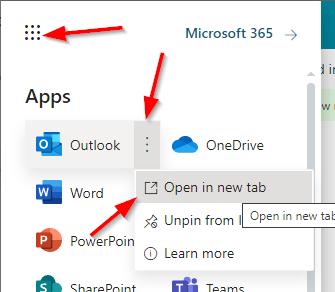 Microsoft 365 →
Apps
Outlook
OneDrive
Word
Open in new tab
PowerPoin
Unpin from l
Open in new tab
Learn more
SharePoint
Teams